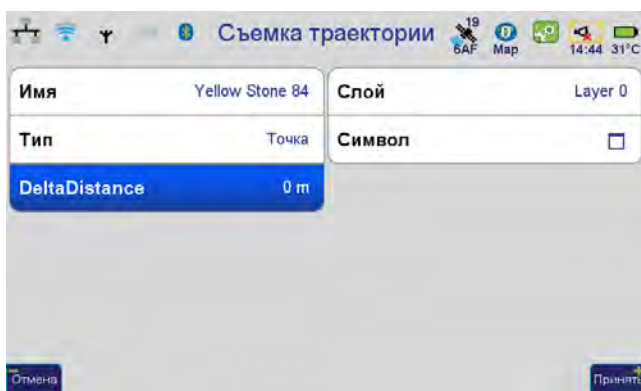 Съемка траектории
19
6AF
Map
14:44 31°C
Имя Yellow Stone 84
Слой Layer 0
Тип Точка
Символ
DeltaDistance 0 m
Отмена
Принять